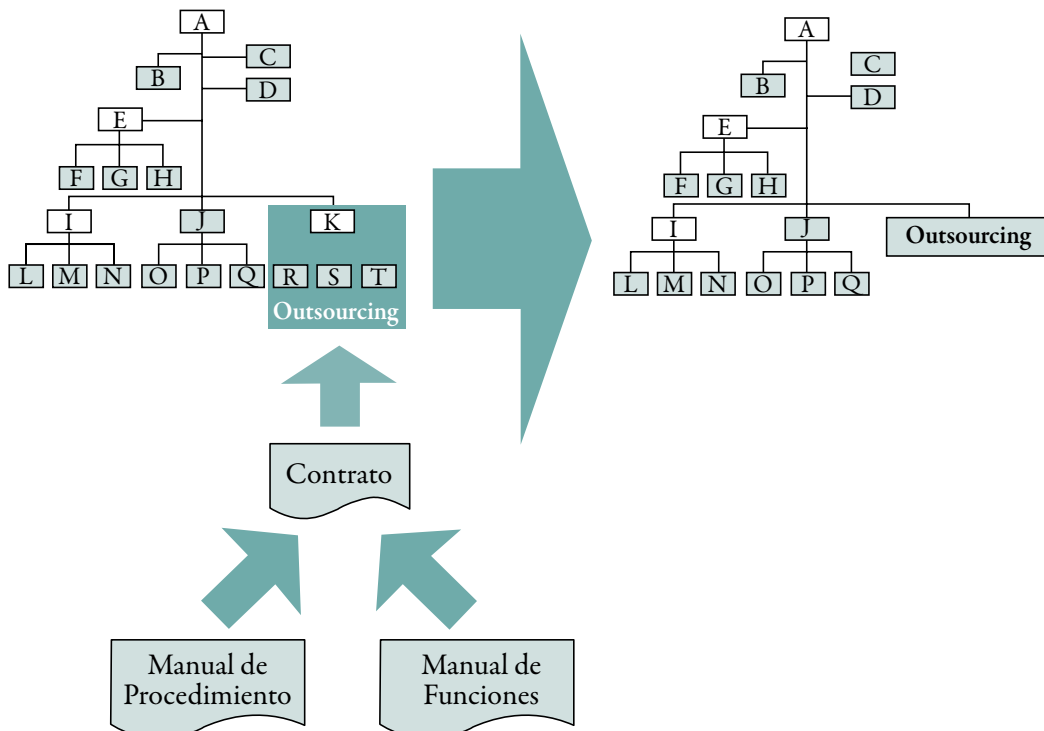 A
C
B
D
E
F G H
I J K
L M N O P Q R S T
Outsourcing
A
C
B
D
E
F G H
I J Outsourcing
L M N O P Q
Contrato
Manual de
Procedimiento
Manual de
Funciones